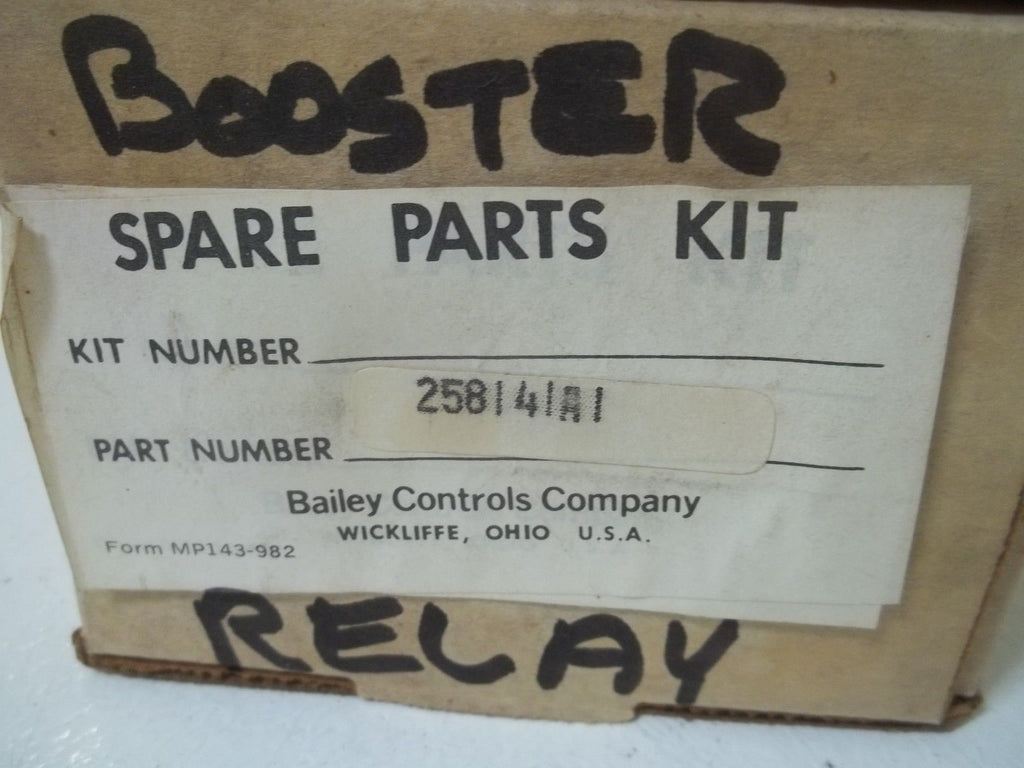 BOOSTER
SPARE PARTS KIT
KIT NUMBER
258141A1
PART NUMBER
Bailey Controls Company
WICKLIFFE, OHIO U.S.A.
Form MP143-982
RELAY